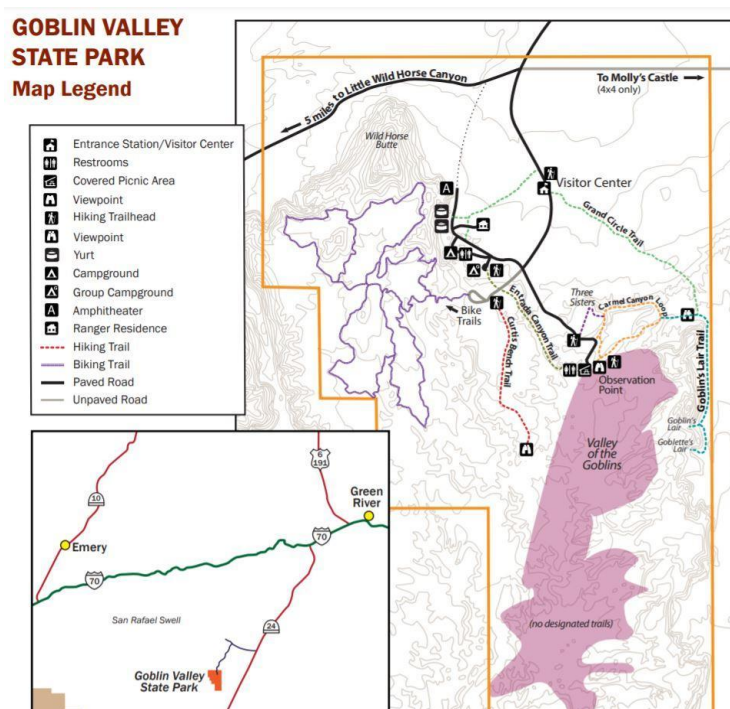 GOBLIN VALLEY
STATE PARK
Map Legend
Entrance Station/Visitor Center
Restrooms
Covered Picnic Area
Viewpoint
Hiking Trailhead
Viewpoint
Yurt
Campground
Group Campground
A
Amphitheater
Ranger Residence
Hiking Trail
Biking Trail
Paved Road
Unpaved Road
5 miles to Little Wild Horse Canyon
To Molly's Castle
(4x4 only)
Wild Horse
Butte
A
Visitor Center
Grand Circle Trail
Three
Sisters
Carmel Canyon Loop
Entrada Canyon Trail
Bike
Trails
Curtis Bench Trail
Goblin's Lair Trail
Observation
Point
Goblin's
Lair
Goblette's
Lair
Valley
of the
Goblins
(no designated trails)
6
191
10
Green
River
70
Emery
70
San Rafael Swell
24
Goblin Valley
State Park